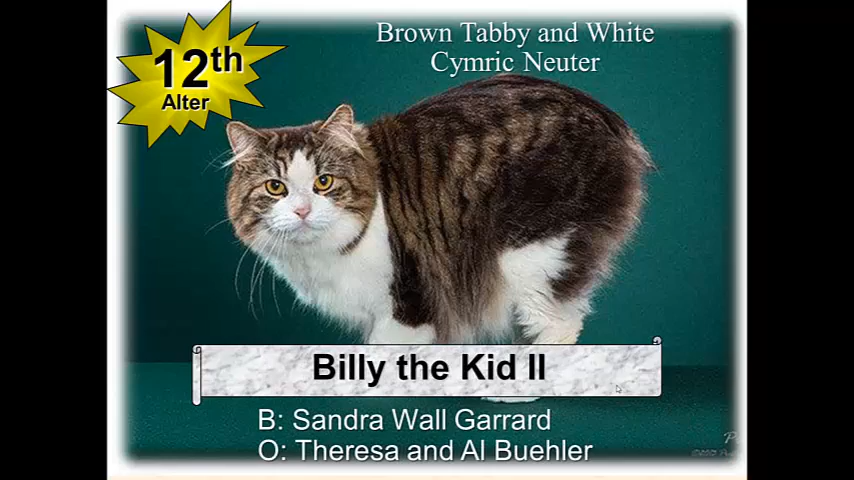 12th
Alter
Brown Tabby and White
Cymric Neuter
Billy the Kid II
B: Sandra Wall Garrard
O: Theresa and Al Buehler